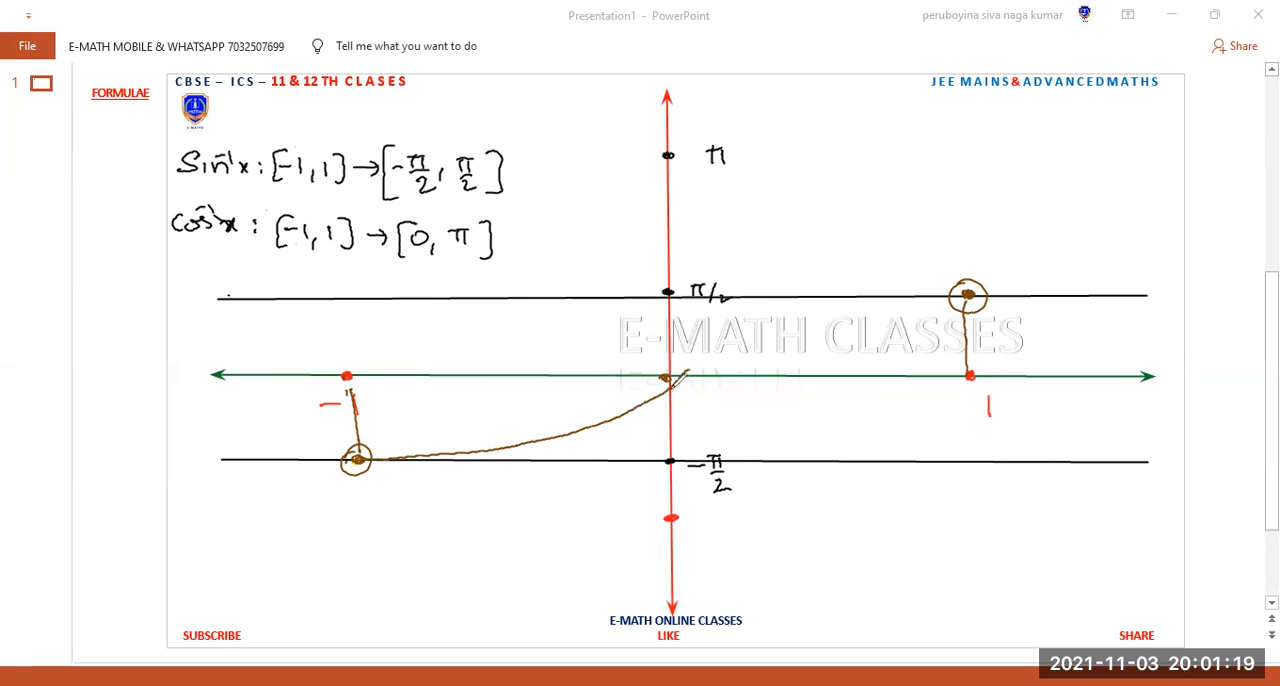 Presentation1 - PowerPoint
peruboyina siva naga kumar
File
E-MATH MOBILE & WHATSAPP 7032507699
Tell me what you want to do
Share
1
FORMULAE
CBSE – ICS – 11 & 12 TH CLASES
JEE MAINS&ADVANCEDMATHS
Sin⁻¹x : [-1, 1] → [-π/2, π/2]
cos⁻¹x : [-1, 1] → [0, π]
π
π/2
E-MATH CLASSES
-1
1
-π/2
E-MATH ONLINE CLASSES
SUBSCRIBE
LIKE
SHARE
2021-11-03 20:01:19